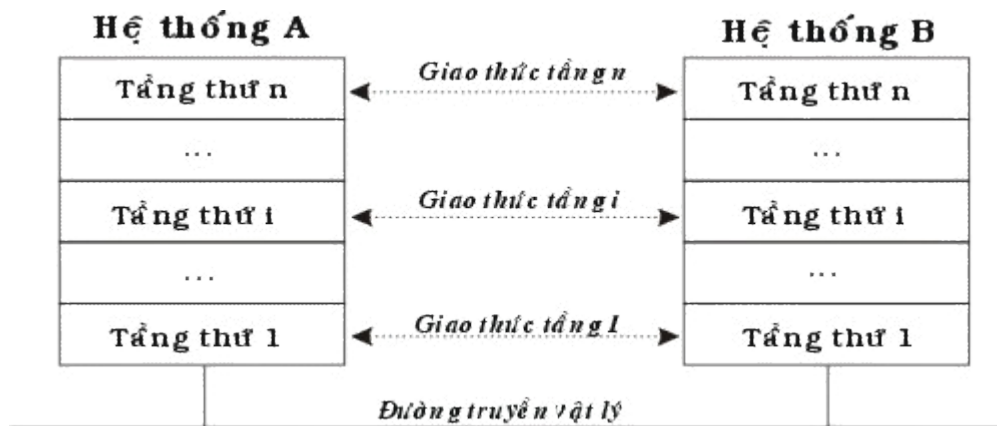 Hệ thống A
Hệ thống B
Tầng thứ n
Giao thức tầng n
Tầng thứ n
...
...
Tầng thứ i
Giao thức tầng i
Tầng thứ i
...
...
Tầng thứ 1
Giao thức tầng 1
Tầng thứ 1
Đường truyền vật lý